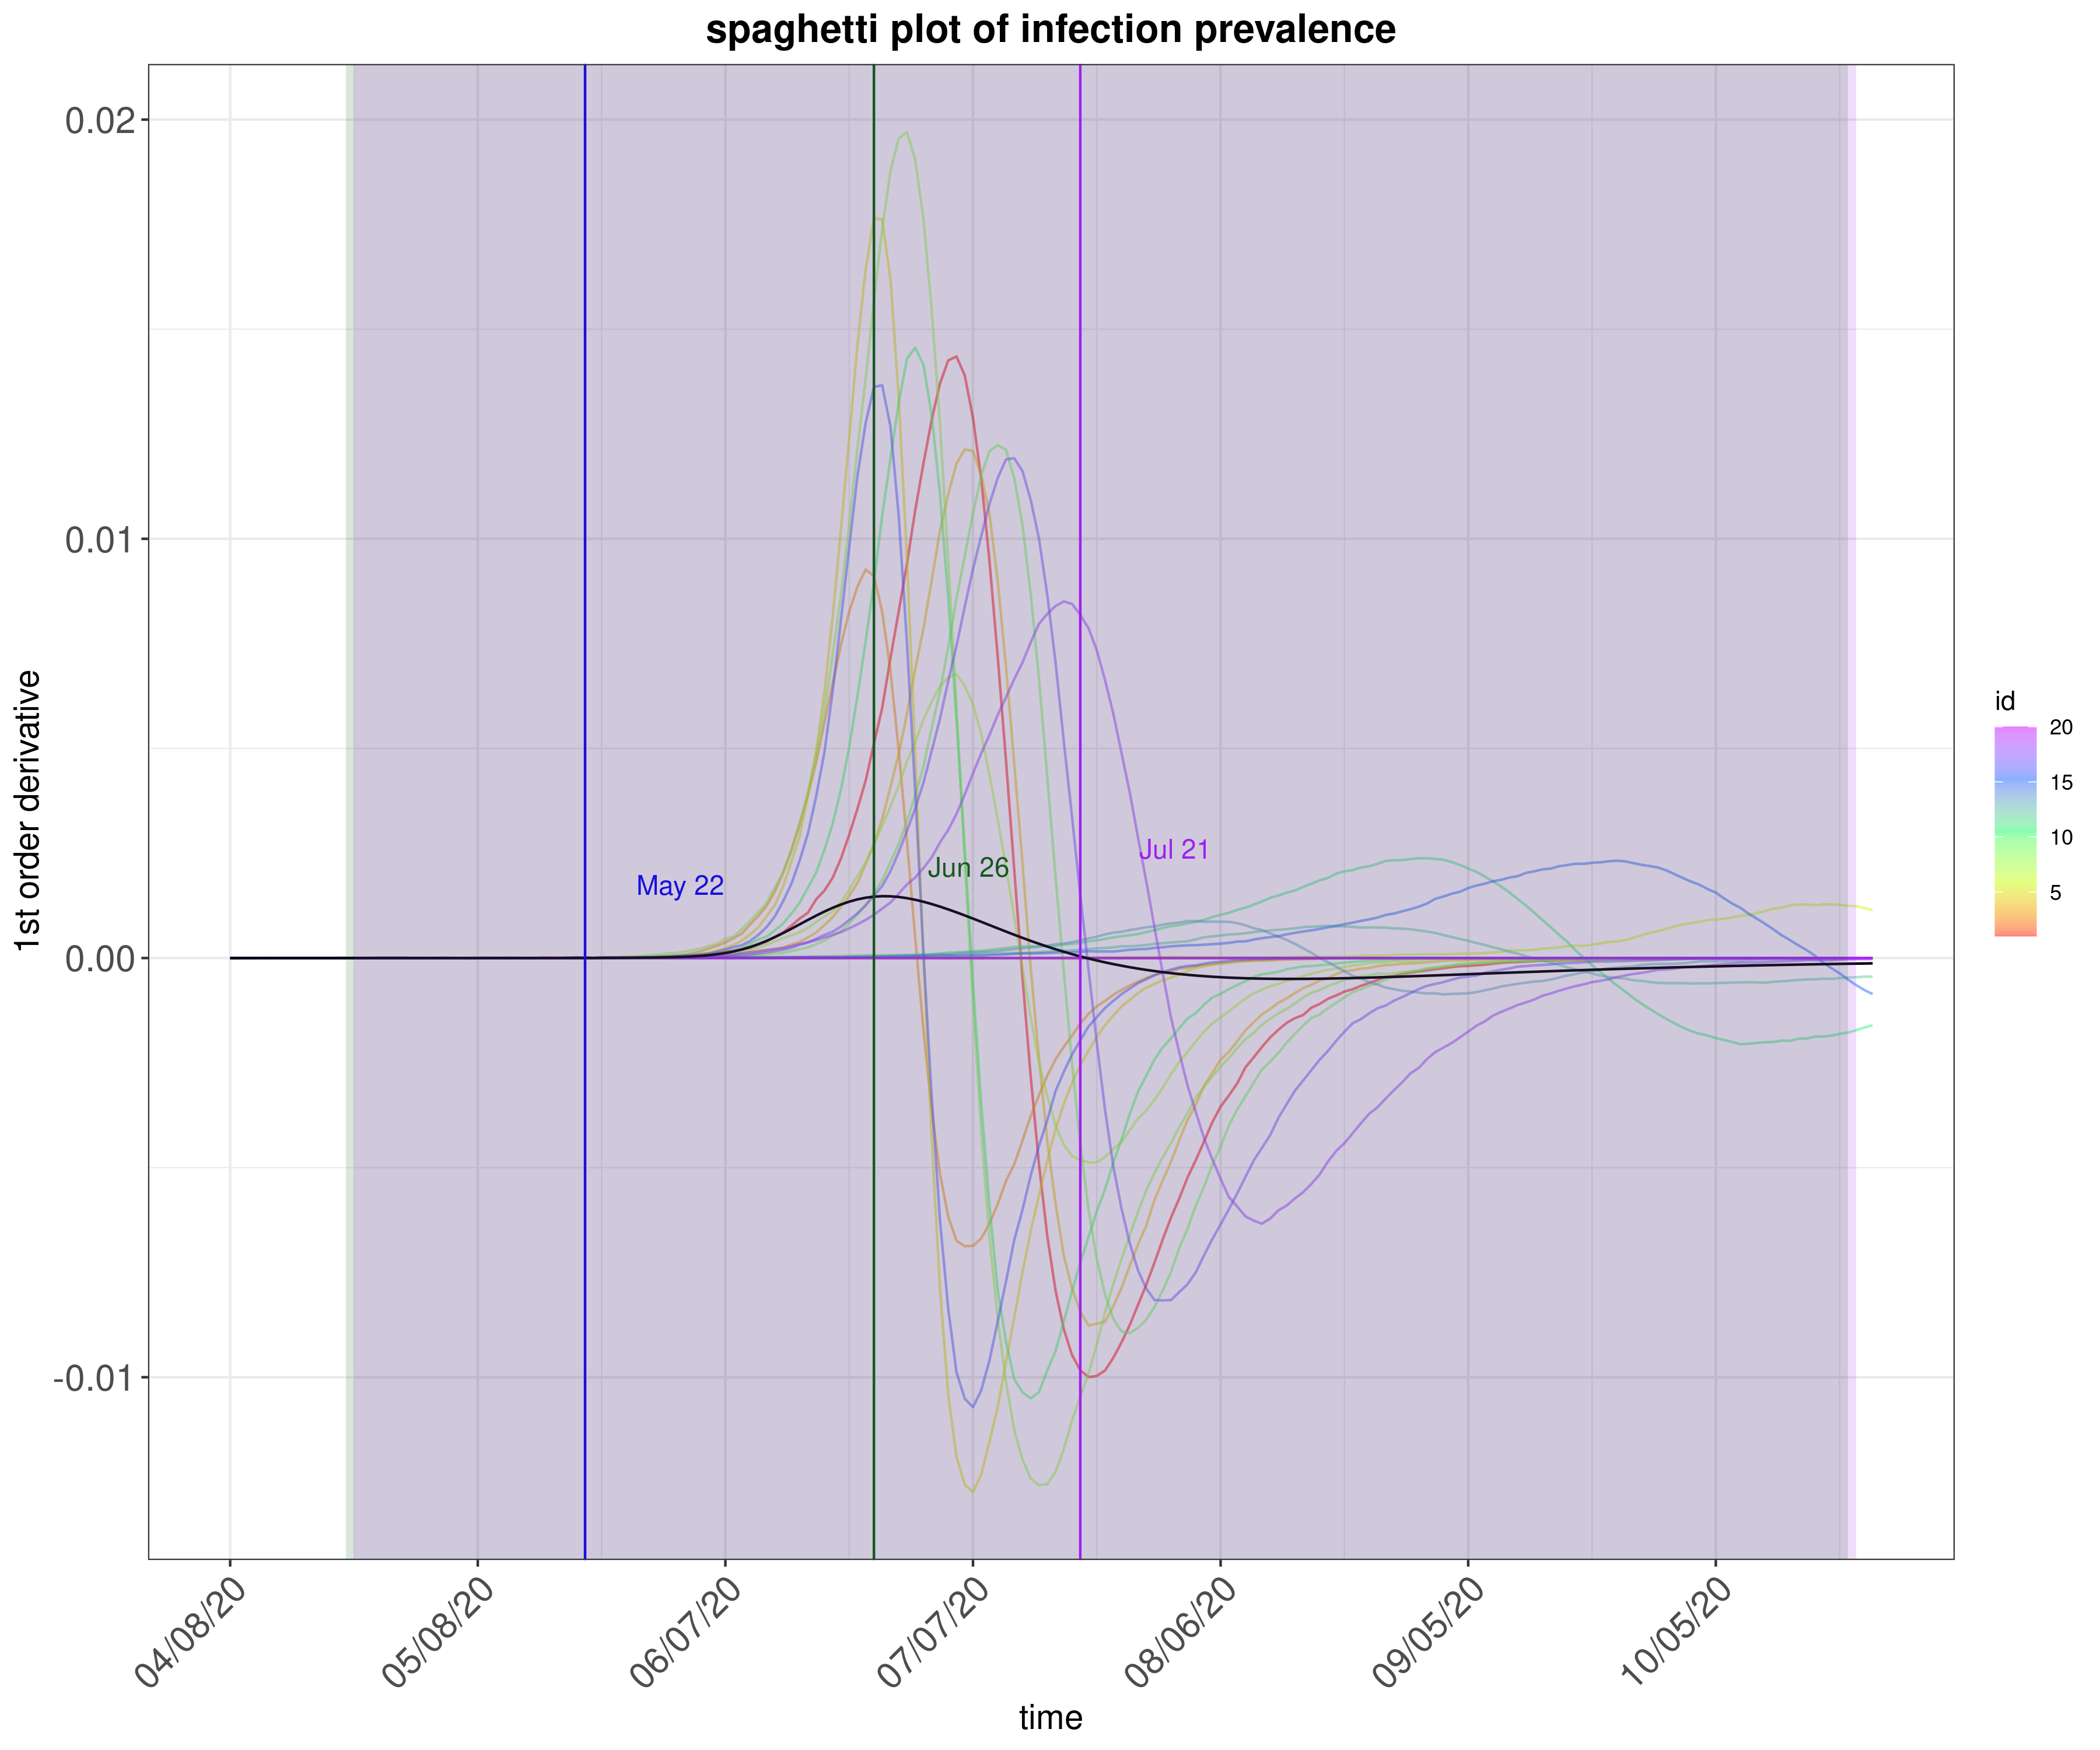 spaghetti plot of infection prevalence
1st order derivative
0.02
0.01
0.00
-0.01
May 22
Jun 26
Jul 21
id
20
15
10
5
04/08/20
05/08/20
06/07/20
07/07/20
08/06/20
09/05/20
10/05/20
time